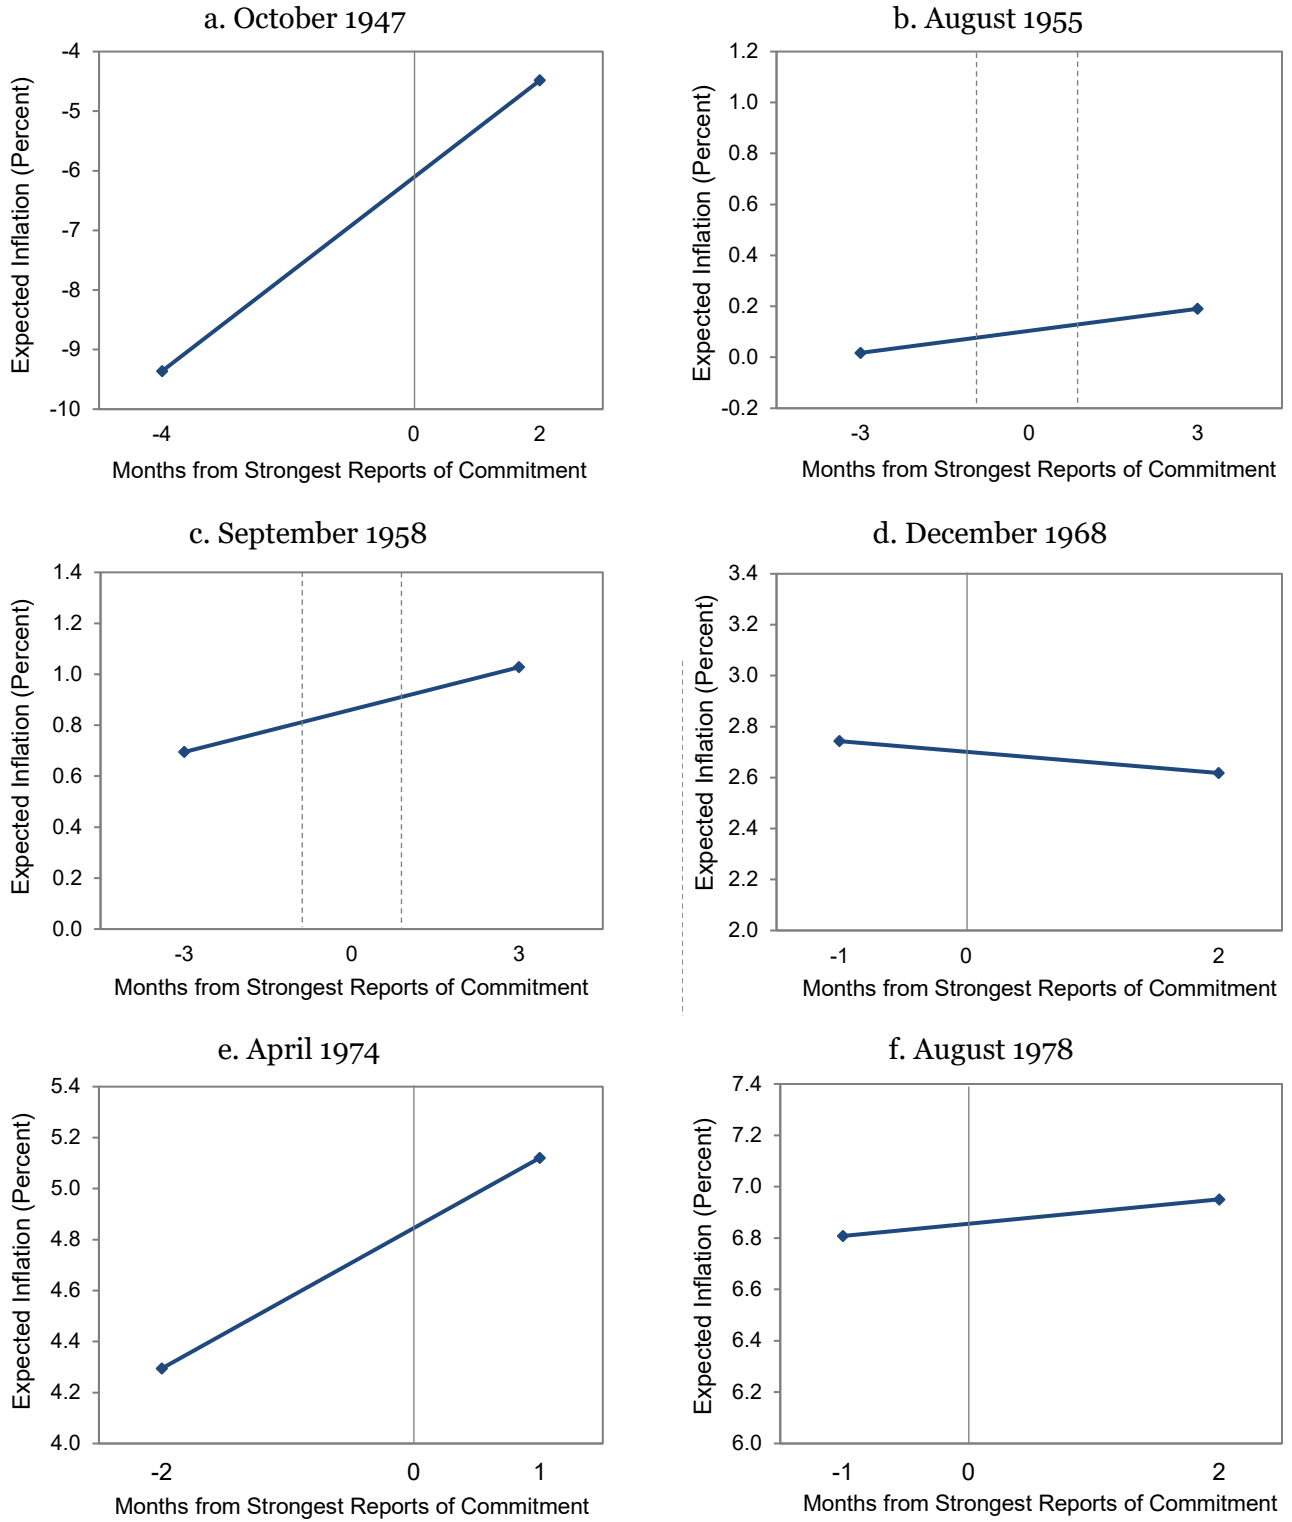 a. October 1947
Expected Inflation (Percent)
-4
-5
-6
-7
-8
-9
-10
-4 0 2
Months from Strongest Reports of Commitment
b. August 1955
Expected Inflation (Percent)
1.2
1.0
0.8
0.6
0.4
0.2
0.0
-0.2
-3 0 3
Months from Strongest Reports of Commitment
c. September 1958
Expected Inflation (Percent)
1.4
1.2
1.0
0.8
0.6
0.4
0.2
0.0
-3 0 3
Months from Strongest Reports of Commitment
d. December 1968
Expected Inflation (Percent)
3.4
3.2
3.0
2.8
2.6
2.4
2.2
2.0
-1 0 2
Months from Strongest Reports of Commitment
e. April 1974
Expected Inflation (Percent)
5.4
5.2
5.0
4.8
4.6
4.4
4.2
4.0
-2 0 1
Months from Strongest Reports of Commitment
f. August 1978
Expected Inflation (Percent)
7.4
7.2
7.0
6.8
6.6
6.4
6.2
6.0
-1 0 2
Months from Strongest Reports of Commitment